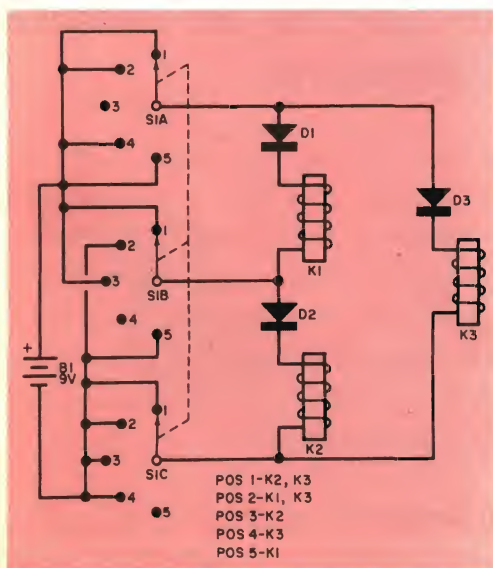 1
2
3
S1A
4
5
D1
D3
K1
K3
1
2
3
S1B
4
5
D2
K2
+
B1
9V
1
2
3
S1C
4
5
POS 1-K2, K3
POS 2-K1, K3
POS 3-K2
POS 4-K3
POS 5-K1